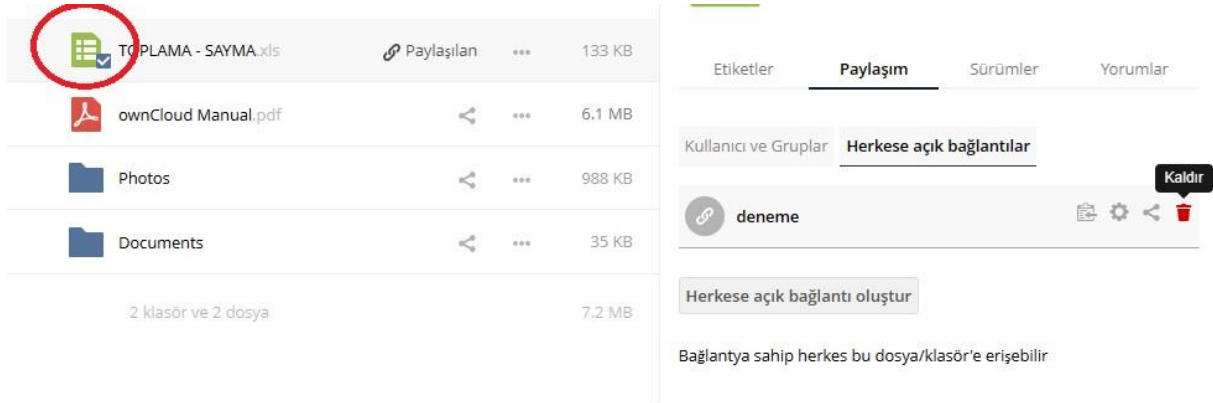 TOPLAMA - SAYMA.xls Paylaşılan 133 KB
ownCloud Manual.pdf 6.1 MB
Photos 988 KB
Documents 35 KB
2 klasör ve 2 dosya 7.2 MB
Etiketler Paylaşım Sürümler Yorumlar
Kullanıcı ve Gruplar Herkese açık bağlantılar
Kaldır
deneme
Herkese açık bağlantı oluştur
Bağlantya sahip herkes bu dosya/klasör'e erişebilir